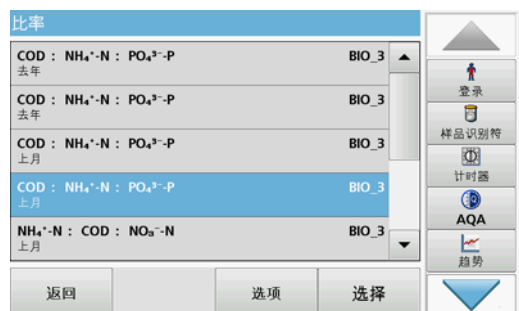 比率
COD : NH₄⁺-N : PO₄³⁻-P BIO_3
去年
COD : NH₄⁺-N : PO₄³⁻-P BIO_3
去年
COD : NH₄⁺-N : PO₄³⁻-P BIO_3
上月
COD : NH₄⁺-N : PO₄³⁻-P BIO_3
上月
NH₄⁺-N : COD : NO₃⁻-N BIO_3
上月
返回
选项
选择
登录
样品识别符
计时器
AQA
趋势